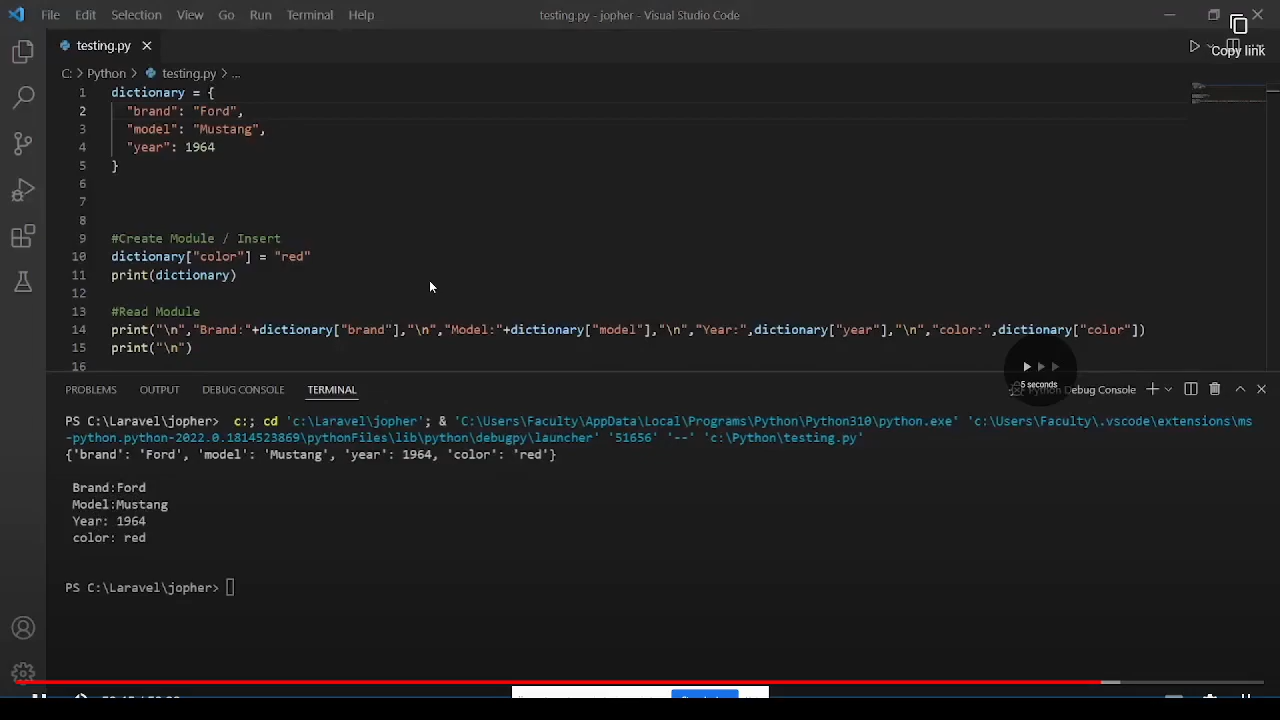 File Edit Selection View Go Run Terminal Help
testing.py - jopher - Visual Studio Code
Copy link
testing.py
C: > Python > testing.py > ...
1 dictionary = {
2 "brand": "Ford",
3 "model": "Mustang",
4 "year": 1964
5 }
6
7
8
9 #Create Module / Insert
10 dictionary["color"] = "red"
11 print(dictionary)
12
13 #Read Module
14 print("\n","Brand:"+dictionary["brand"],"\n","Model:"+dictionary["model"],"\n","Year:",dictionary["year"],"\n","color:",dictionary["color"])
15 print("\n")
16
5 seconds
PROBLEMS OUTPUT DEBUG CONSOLE TERMINAL
Python Debug Console
PS C:\Laravel\jopher> c:; cd 'c:\Laravel\jopher'; & 'C:\Users\Faculty\AppData\Local\Programs\Python\Python310\python.exe' 'c:\Users\Faculty\.vscode\extensions\ms
-python.python-2022.0.1814523869\pythonFiles\lib\python\debugpy\launcher' '51656' '--' 'c:\Python\testing.py'
{'brand': 'Ford', 'model': 'Mustang', 'year': 1964, 'color': 'red'}
Brand:Ford
Model:Mustang
Year: 1964
color: red
PS C:\Laravel\jopher>